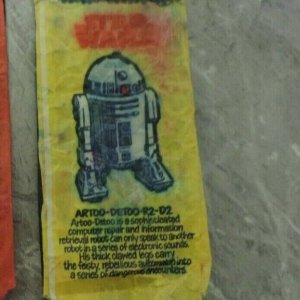 STAR
WARS
ARTOO-DETOO-R2-D2
Artoo-Detoo is a sophisticated
computer repair and information
retrieval robot can only speak to another
robot in a series of electronic sounds.
His thick clawed legs carry
the feisty, rebellious automaton into
a series of dangerous encounters.